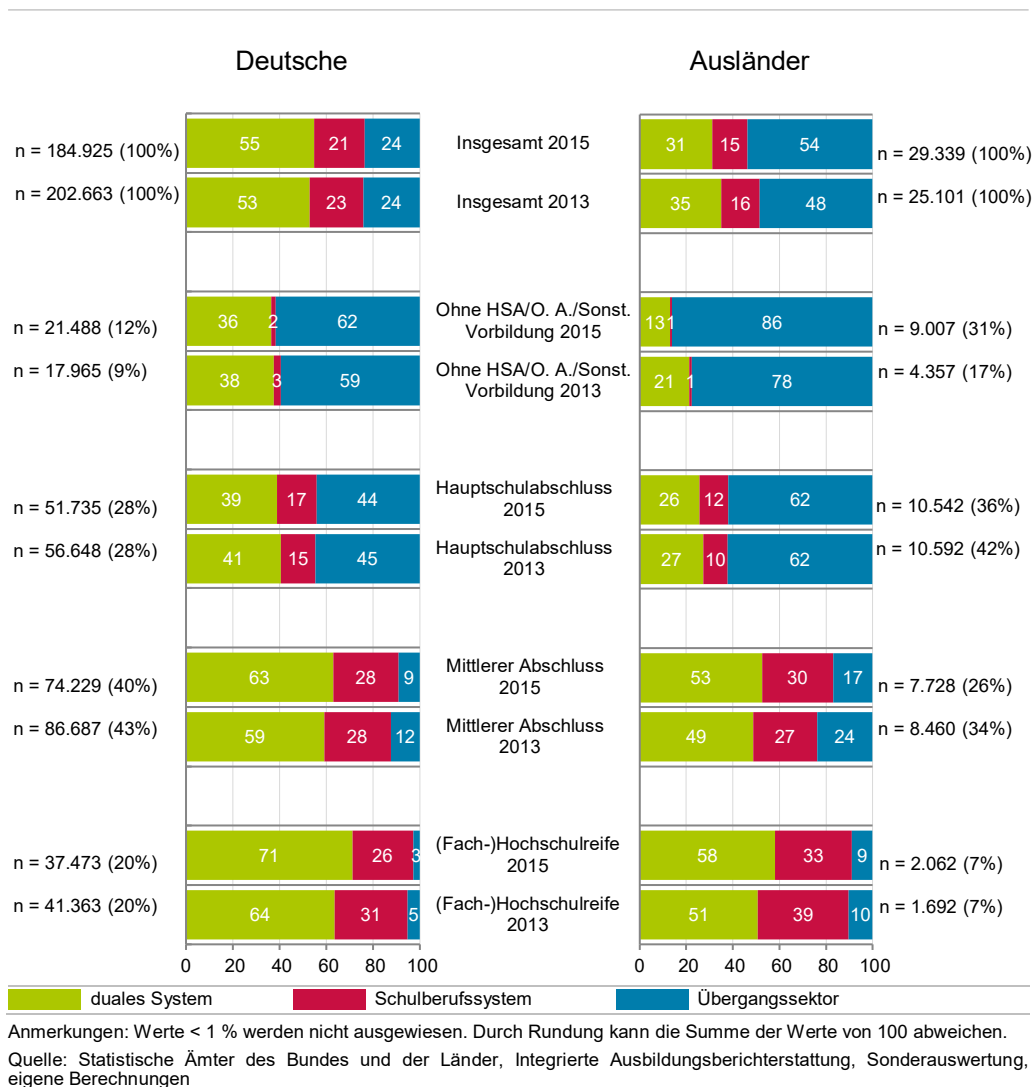 Deutsche Ausländer
n = 184.925 (100%) 55 21 24 Insgesamt 2015 31 15 54 n = 29.339 (100%)
n = 202.663 (100%) 53 23 24 Insgesamt 2013 35 16 48 n = 25.101 (100%)
n = 21.488 (12%) 36 2 62 Ohne HSA/O. A./Sonst.
Vorbildung 2015 13 1 86 n = 9.007 (31%)
n = 17.965 (9%) 38 3 59 Ohne HSA/O. A./Sonst.
Vorbildung 2013 21 1 78 n = 4.357 (17%)
n = 51.735 (28%) 39 17 44 Hauptschulabschluss
2015 26 12 62 n = 10.542 (36%)
n = 56.648 (28%) 41 15 45 Hauptschulabschluss
2013 27 10 62 n = 10.592 (42%)
n = 74.229 (40%) 63 28 9 Mittlerer Abschluss
2015 53 30 17 n = 7.728 (26%)
n = 86.687 (43%) 59 28 12 Mittlerer Abschluss
2013 49 27 24 n = 8.460 (34%)
n = 37.473 (20%) 71 26 3 (Fach-)Hochschulreife
2015 58 33 9 n = 2.062 (7%)
n = 41.363 (20%) 64 31 5 (Fach-)Hochschulreife
2013 51 39 10 n = 1.692 (7%)
0 20 40 60 80 100 0 20 40 60 80 100
duales System Schulberufssystem Übergangssektor
Anmerkungen: Werte < 1 % werden nicht ausgewiesen. Durch Rundung kann die Summe der Werte von 100 abweichen.
Quelle: Statistische Ämter des Bundes und der Länder, Integrierte Ausbildungsberichterstattung, Sonderauswertung,
eigene Berechnungen